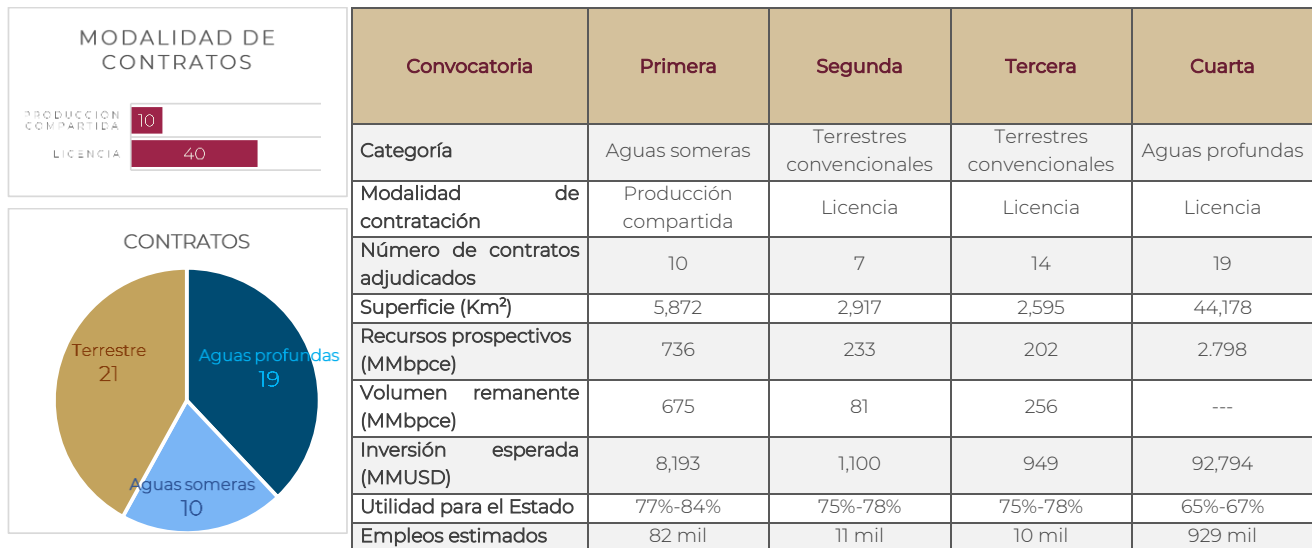 MODALIDAD DE
CONTRATOS
PRODUCCIÓN
COMPARTIDA
10
LICENCIA
40
CONTRATOS
Terrestre
21
Aguas profundas
19
Aguas someras
10
Convocatoria Primera Segunda Tercera Cuarta
Categoría Aguas someras Terrestres convencionales Terrestres convencionales Aguas profundas
Modalidad de contratación Producción compartida Licencia Licencia Licencia
Número de contratos adjudicados 10 7 14 19
Superficie (Km²) 5,872 2,917 2,595 44,178
Recursos prospectivos (MMbpce) 736 233 202 2.798
Volumen remanente (MMbpce) 675 81 256 ---
Inversión esperada (MMUSD) 8,193 1,100 949 92,794
Utilidad para el Estado 77%-84% 75%-78% 75%-78% 65%-67%
Empleos estimados 82 mil 11 mil 10 mil 929 mil